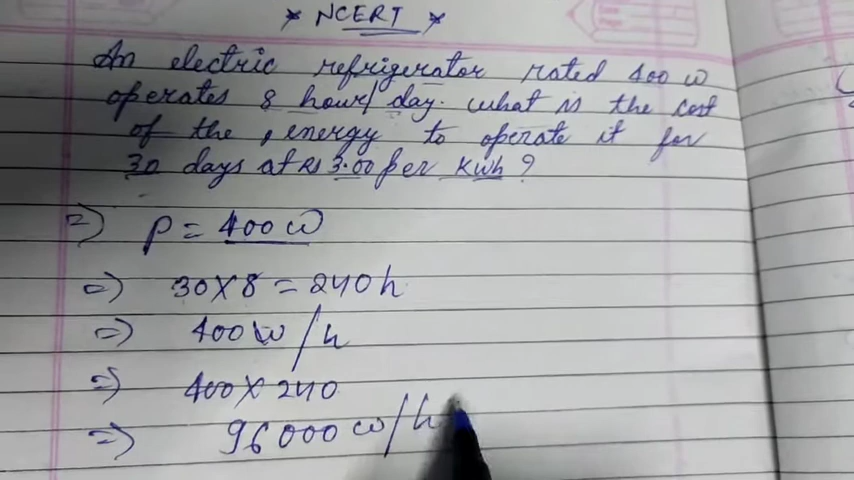 * NCERT *
An electric refrigerator rated 400 W
operates 8 hour/day. what is the cost
of the energy to operate it for
30 days at Rs 3.00 per kWh ?
=) P = 400 W
=) 30 X 8 = 240 h
=) 400 W/h
=) 400 X 240
=) 96000 W/h